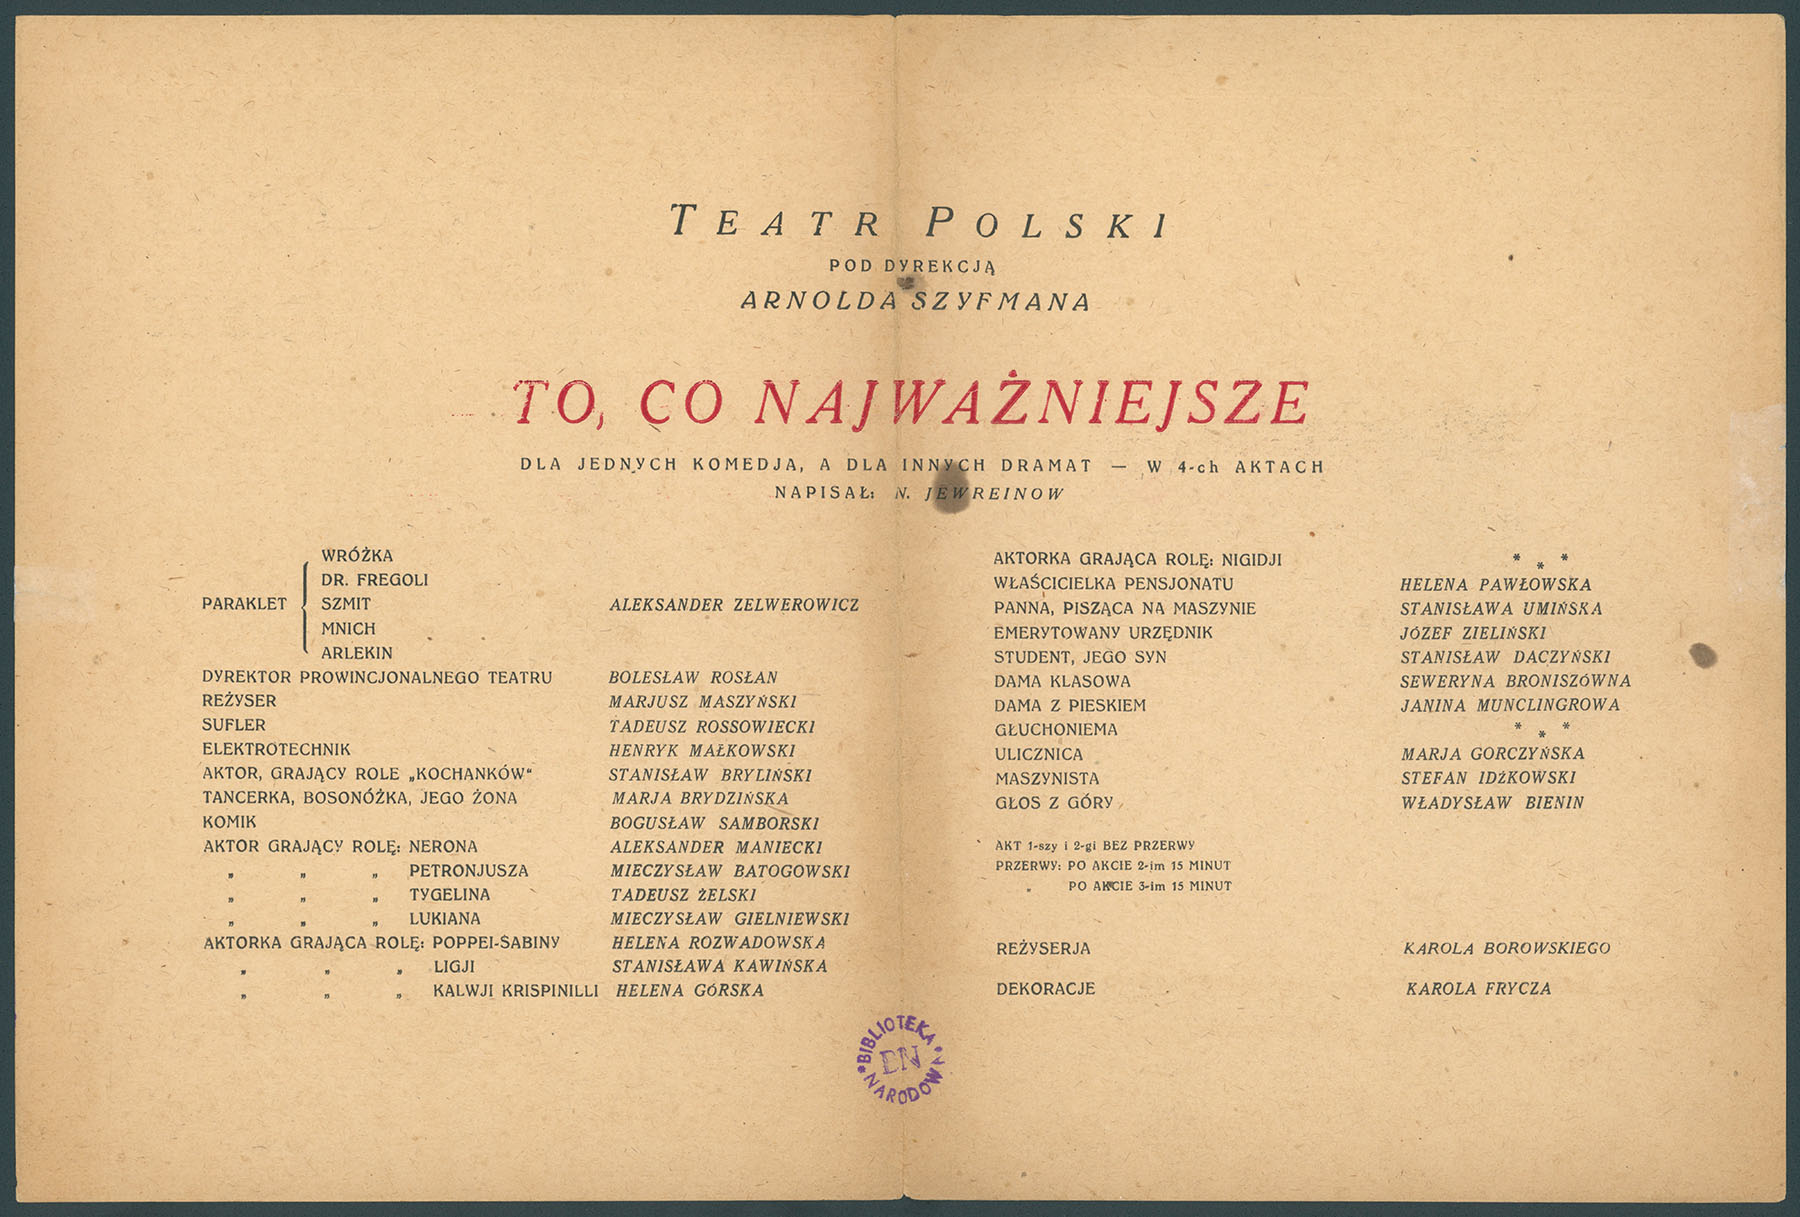 TEATR POLSKI
POD DYREKCJĄ
ARNOLDA SZYFMANA
TO, CO NAJWAŻNIEJSZE
DLA JEDNYCH KOMEDJA, A DLA INNYCH DRAMAT — W 4-ch AKTACH
NAPISAŁ: N. JEWREINOW
WRÓŻKA
DR. FREGOLI
PARAKLET SZMIT ALEKSANDER ZELWEROWICZ
MNICH
ARLEKIN
DYREKTOR PROWINCJONALNEGO TEATRU BOLESŁAW ROSŁAN
REŻYSER MARJUSZ MASZYŃSKI
SUFLER TADEUSZ ROSSOWIECKI
ELEKTROTECHNIK HENRYK MAŁKOWSKI
AKTOR, GRAJĄCY ROLE „KOCHANKÓW" STANISŁAW BRYLIŃSKI
TANCERKA, BOSONÓŻKA, JEGO ŻONA MARJA BRYDZIŃSKA
KOMIK BOGUSŁAW SAMBORSKI
AKTOR GRAJĄCY ROLĘ: NERONA ALEKSANDER MANIECKI
„ „ „ PETRONJUSZA MIECZYSŁAW BATOGOWSKI
„ „ „ TYGELINA TADEUSZ ŻELSKI
„ „ „ LUKIANA MIECZYSŁAW GIELNIEWSKI
AKTORKA GRAJĄCA ROLĘ: POPPEI-SABINY HELENA ROZWADOWSKA
„ „ „ LIGJI STANISŁAWA KAWIŃSKA
„ „ „ KALWJI KRISPINILLI HELENA GÓRSKA
AKTORKA GRAJĄCA ROLĘ: NIGIDJI * * *
WŁAŚCICIELKA PENSJONATU HELENA PAWŁOWSKA
PANNA, PISZĄCA NA MASZYNIE STANISŁAWA UMIŃSKA
EMERYTOWANY URZĘDNIK JÓZEF ZIELIŃSKI
STUDENT, JEGO SYN STANISŁAW DACZYŃSKI
DAMA KLASOWA SEWERYNA BRONISZÓWNA
DAMA Z PIESKIEM JANINA MUNCLINGROWA
GŁUCHONIEMA * * *
ULICZNICA MARJA GORCZYŃSKA
MASZYNISTA STEFAN IDŹKOWSKI
GŁOS Z GÓRY WŁADYSŁAW BIENIN
AKT 1-szy i 2-gi BEZ PRZERWY
PRZERWY: PO AKCIE 2-im 15 MINUT
„ PO AKCIE 3-im 15 MINUT
REŻYSERJA KAROLA BOROWSKIEGO
DEKORACJE KAROLA FRYCZA
* BIBLIOTEKA * NARODOWA
BN